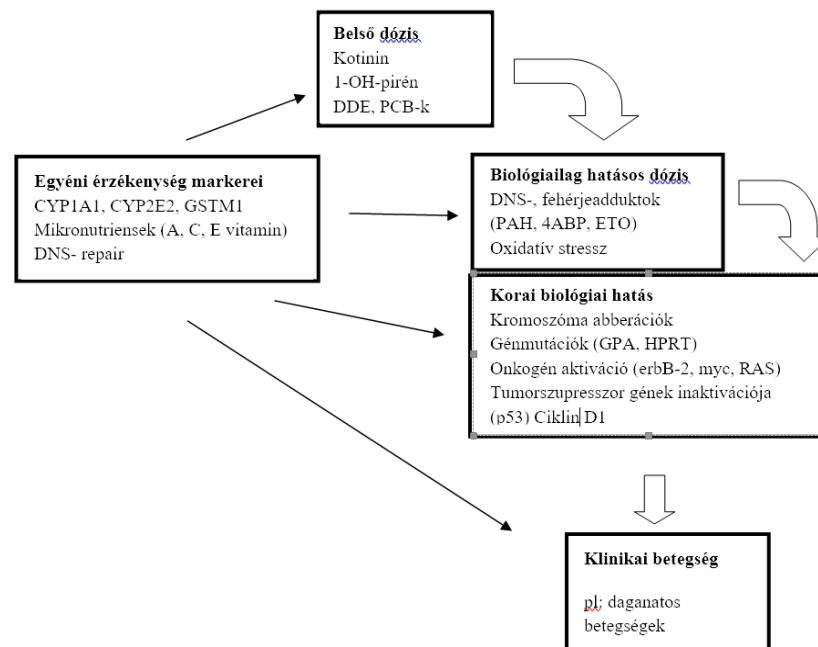 Belső dózis
Kotinin
1-OH-pirén
DDE, PCB-k
Egyéni érzékenység markerei
CYP1A1, CYP2E2, GSTM1
Mikronutriensek (A, C, E vitamin)
DNS- repair
Biológiailag hatásos dózis
DNS-, fehérjeadduktok
(PAH, 4ABP, ETO)
Oxidatív stressz
Korai biológiai hatás
Kromoszóma abberációk
Génmutációk (GPA, HPRT)
Onkogén aktiváció (erbB-2, myc, RAS)
Tumorszupresszor gének inaktivációja
(p53) Ciklin D1
Klinikai betegség
pl: daganatos
betegségek